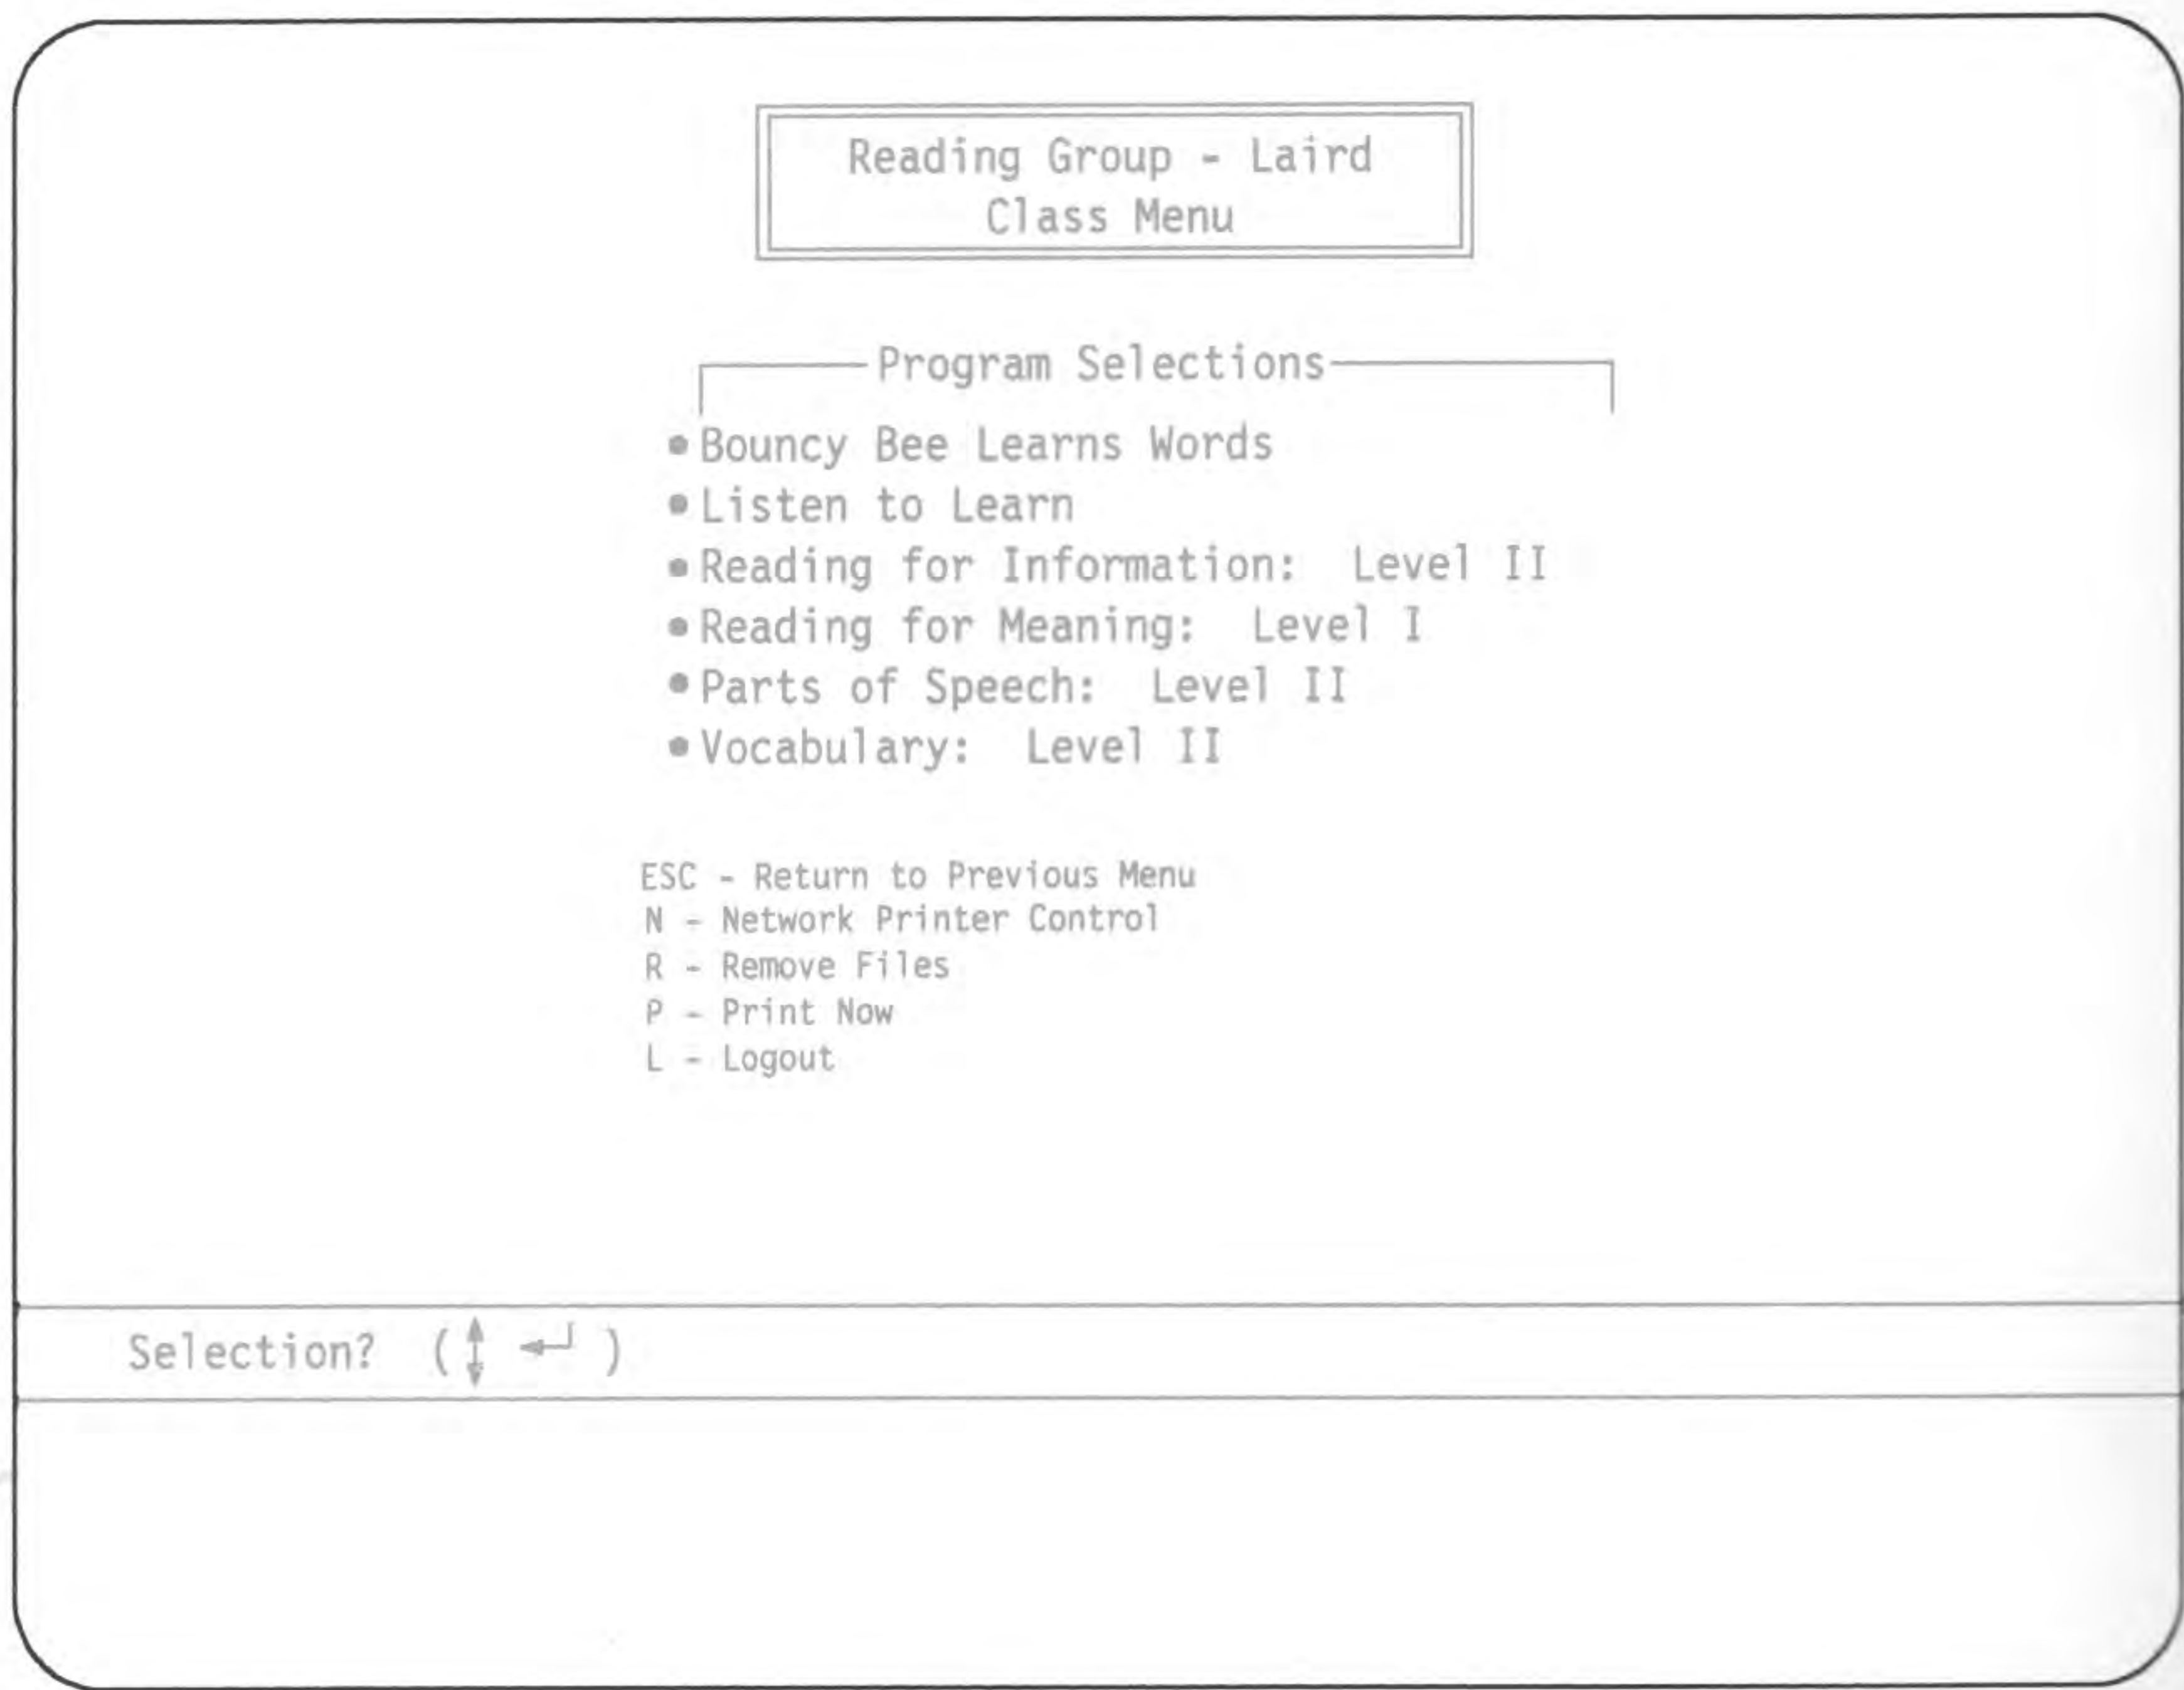 Reading Group - Laird
Class Menu
Program Selections
•Bouncy Bee Learns Words
•Listen to Learn
•Reading for Information:  Level II
•Reading for Meaning:  Level I
•Parts of Speech:  Level II
•Vocabulary:  Level II
ESC - Return to Previous Menu
N - Network Printer Control
R - Remove Files
P - Print Now
L - Logout
Selection?  (↕ ↵ )